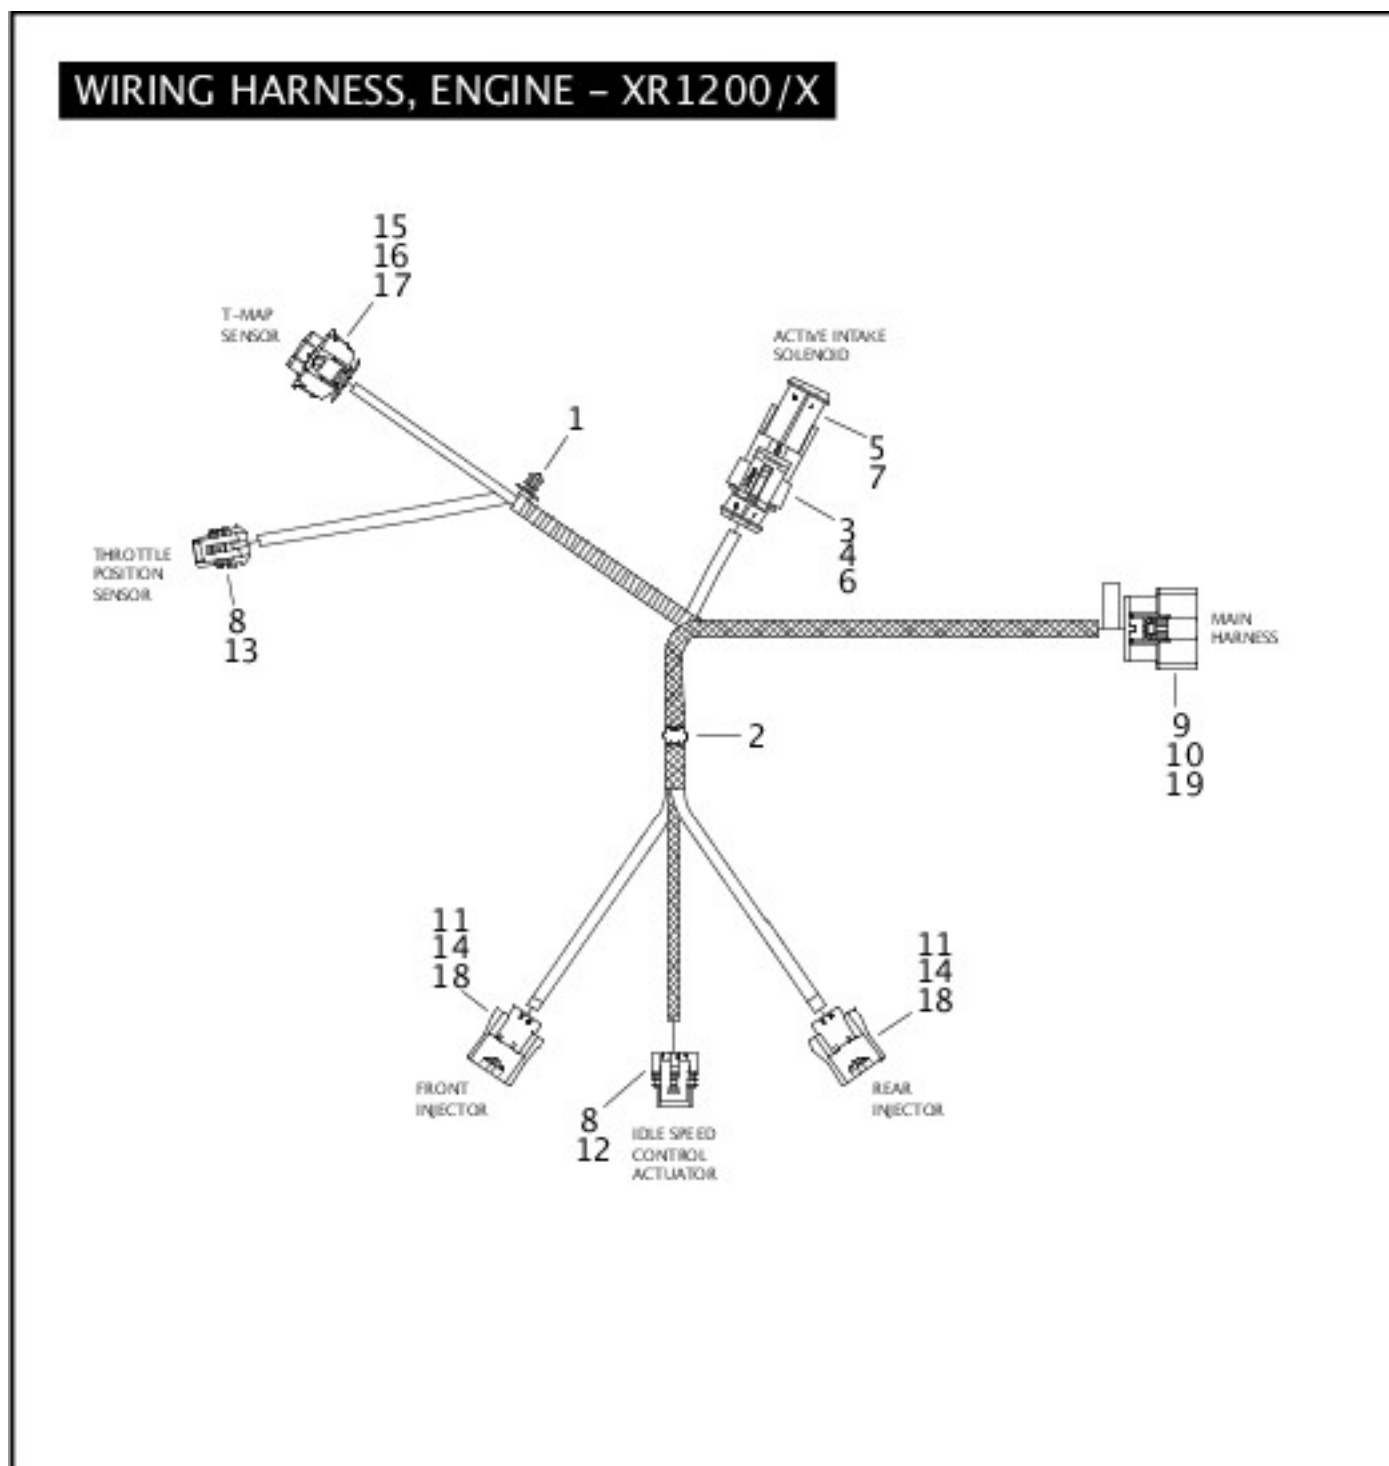 WIRING HARNESS, ENGINE – XR1200/X
15
16
17
T-MAP
SENSOR
ACTIVE INTAKE
SOLENOID
1
5
7
3
4
6
THROTTLE
POSITION
SENSOR
8
13
MAIN
HARNESS
9
10
19
2
11
14
18
11
14
18
FRONT
INJECTOR
REAR
INJECTOR
8
12
IDLE SPEED
CONTROL
ACTUATOR